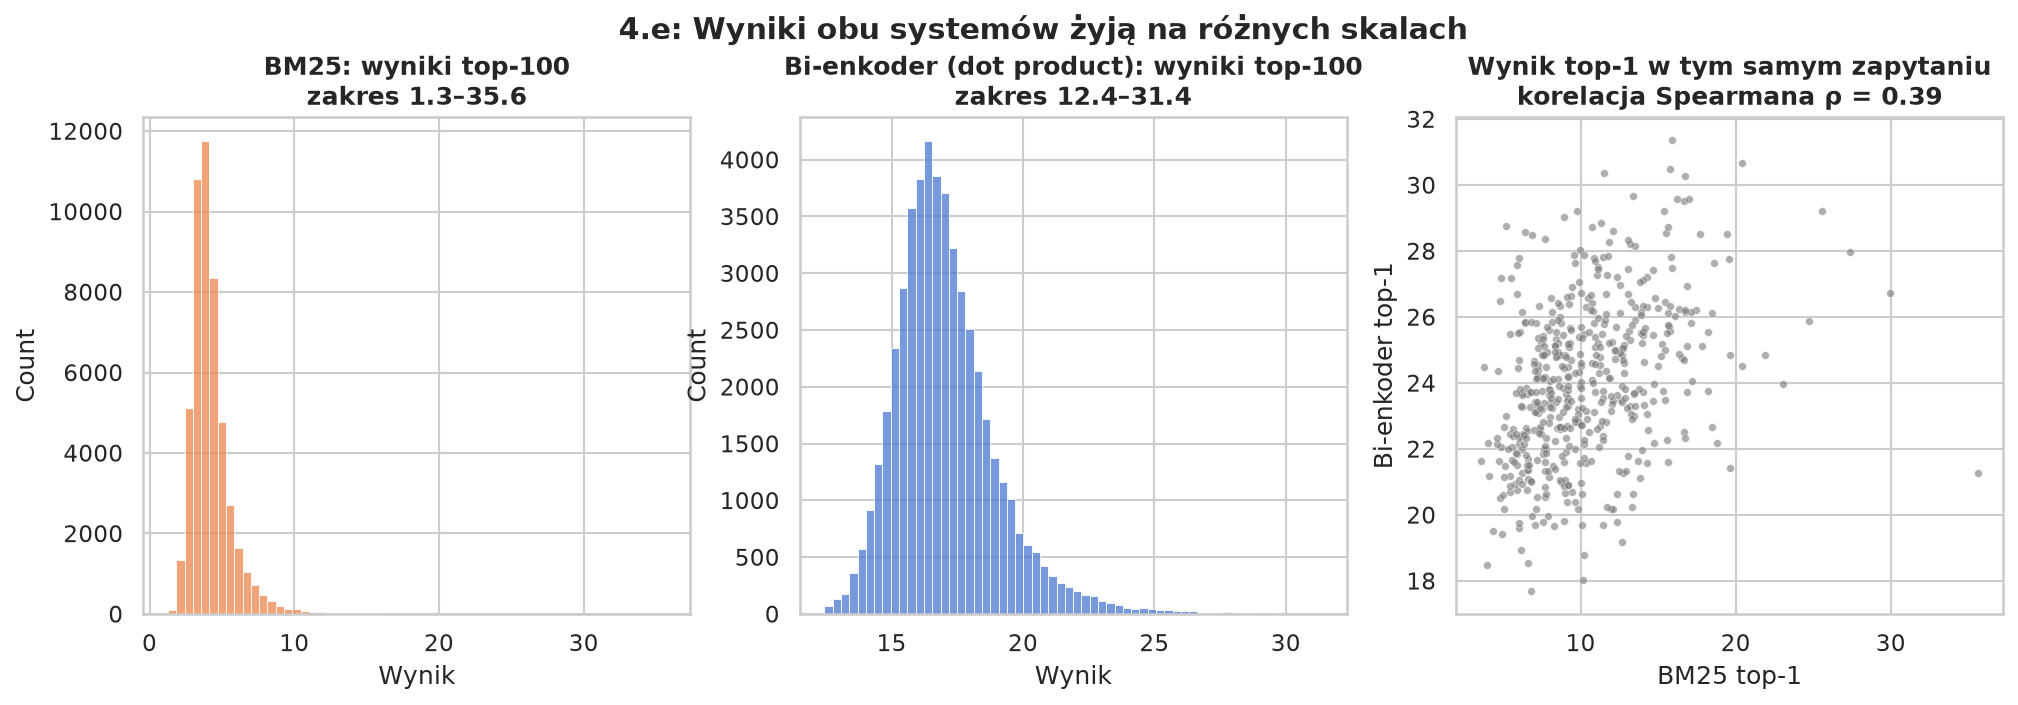 4.e: Wyniki obu systemów żyją na różnych skalach
BM25: wyniki top-100
zakres 1.3–35.6
Count
12000
10000
8000
6000
4000
2000
0
0 10 20 30
Wynik
Bi-enkoder (dot product): wyniki top-100
zakres 12.4–31.4
Count
4000
3500
3000
2500
2000
1500
1000
500
0
15 20 25 30
Wynik
Wynik top-1 w tym samym zapytaniu
korelacja Spearmana ρ = 0.39
Bi-enkoder top-1
32
30
28
26
24
22
20
18
10 20 30
BM25 top-1